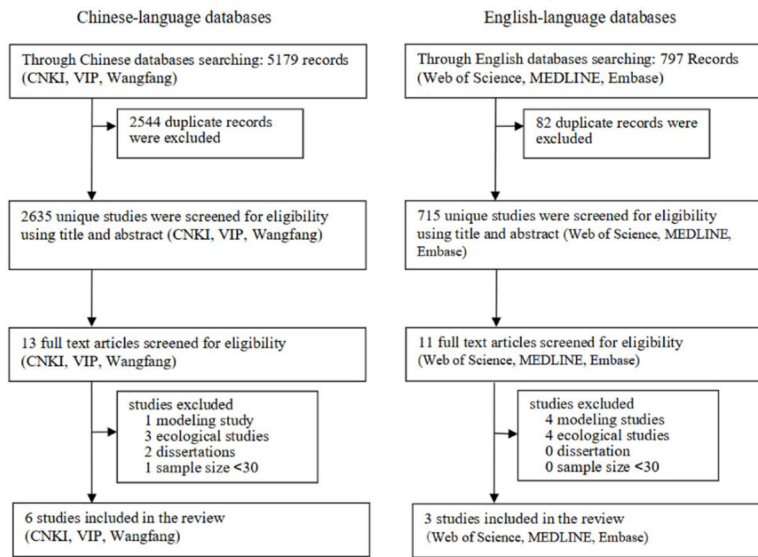 Chinese-language databases
Through Chinese databases searching: 5179 records
(CNKI, VIP, Wangfang)
2544 duplicate records
were excluded
2635 unique studies were screened for eligibility
using title and abstract (CNKI, VIP, Wangfang)
13 full text articles screened for eligibility
(CNKI, VIP, Wangfang)
studies excluded
1 modeling study
3 ecological studies
2 dissertations
1 sample size <30
6 studies included in the review
(CNKI, VIP, Wangfang)
English-language databases
Through English databases searching: 797 Records
(Web of Science, MEDLINE, Embase)
82 duplicate records were
excluded
715 unique studies were screened for eligibility
using title and abstract (Web of Science, MEDLINE,
Embase)
11 full text articles screened for eligibility
(Web of Science, MEDLINE, Embase)
studies excluded
4 modeling studies
4 ecological studies
0 dissertation
0 sample size <30
3 studies included in the review
(Web of Science, MEDLINE, Embase)